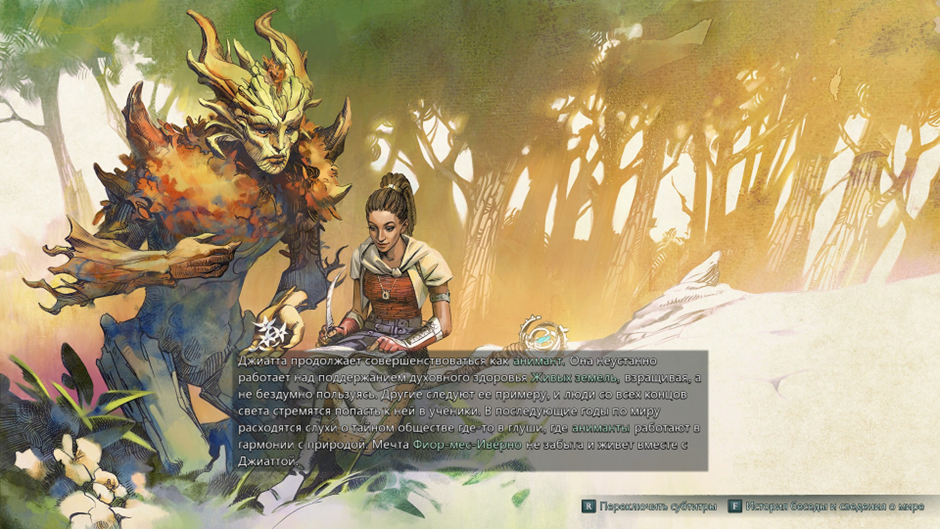 Джиатта продолжает совершенствоваться как анимант. Она неустанно
работает над поддержанием духовного здоровья Живых земель, взращивая, а
не бездумно пользуясь. Другие следуют ее примеру, и люди со всех концов
света стремятся попасть к ней в ученики. В последующие годы по миру
расходятся слухи о тайном обществе где-то в глуши, где аниманты работают в
гармонии с природой. Мечта Фиор-мес-Иверно не забыта и живет вместе с
Джиаттой.
R Переключить субтитры F История беседы и сведения о мире